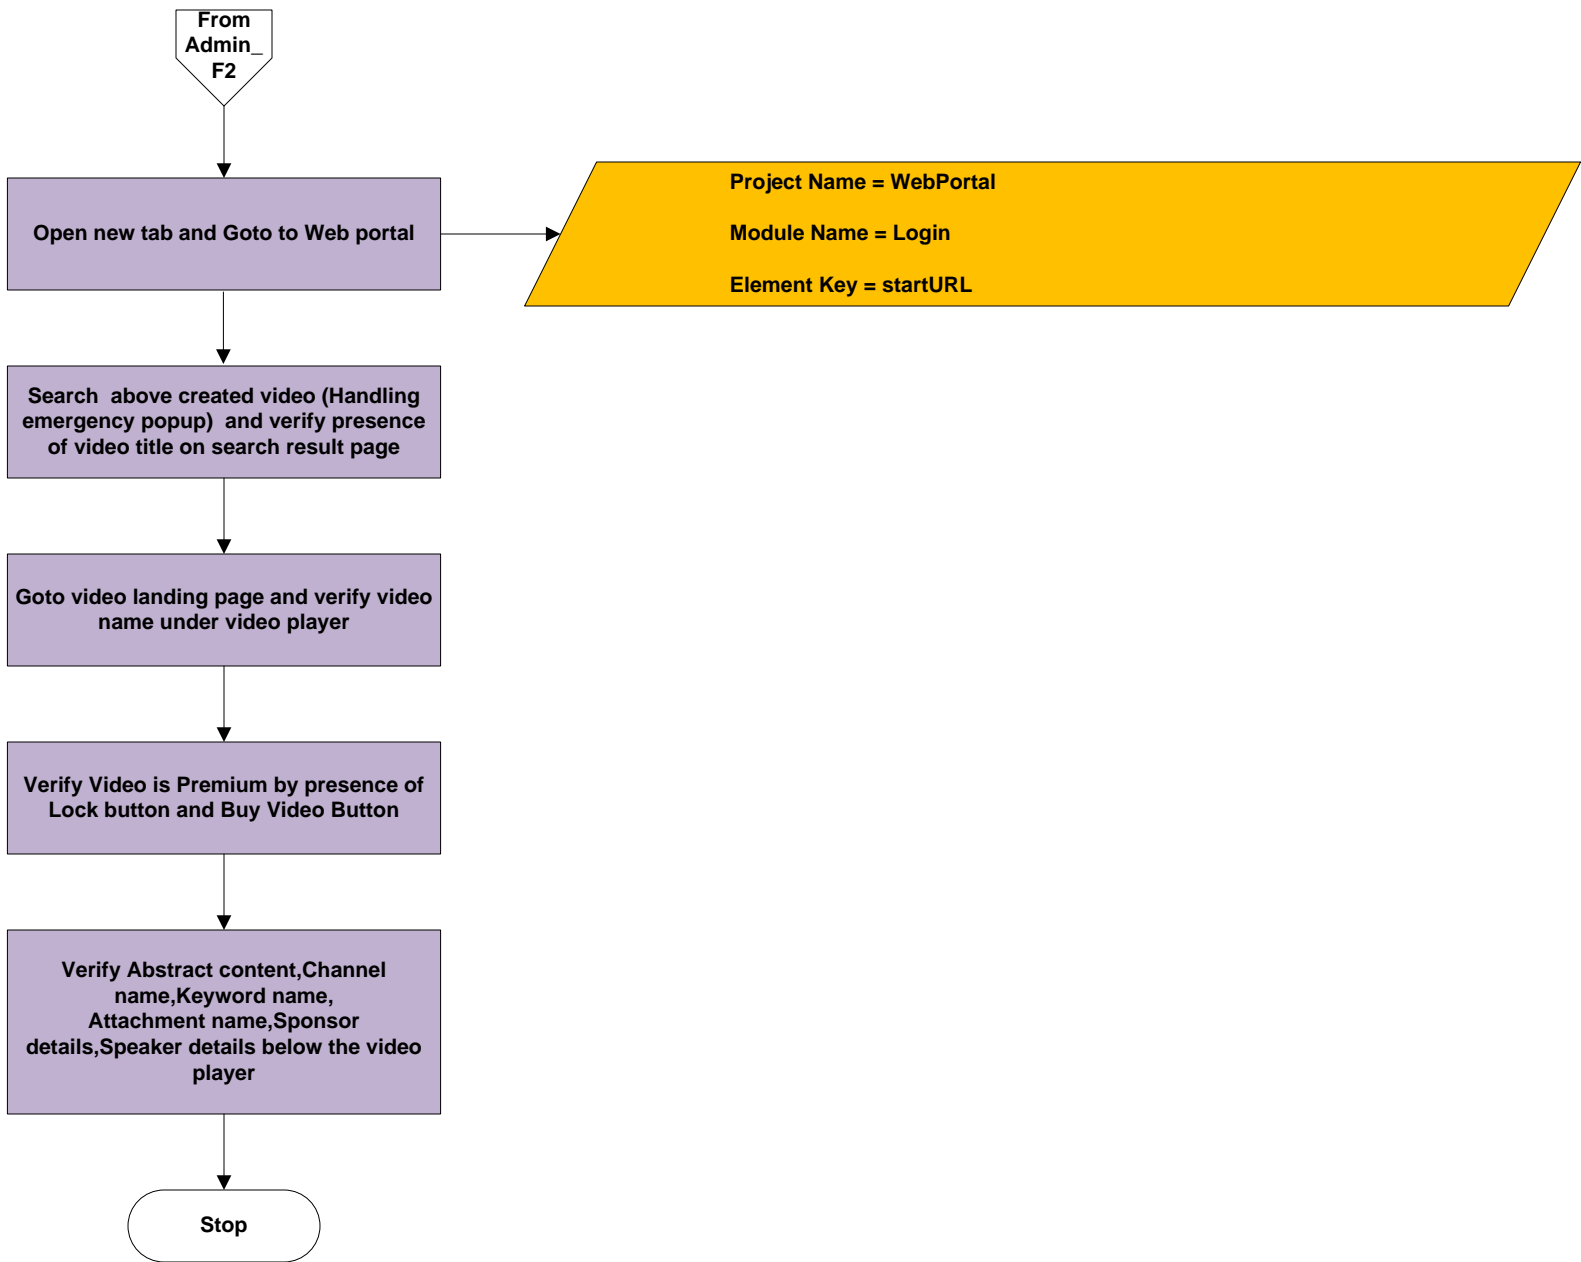 From
Admin_
F2
Open new tab and Goto to Web portal
Project Name = WebPortal
Module Name = Login
Element Key = startURL
Search  above created video (Handling
emergency popup)  and verify presence
of video title on search result page
Goto video landing page and verify video
name under video player
Verify Video is Premium by presence of
Lock button and Buy Video Button
Verify Abstract content,Channel
name,Keyword name,
Attachment name,Sponsor
details,Speaker details below the video
player
Stop